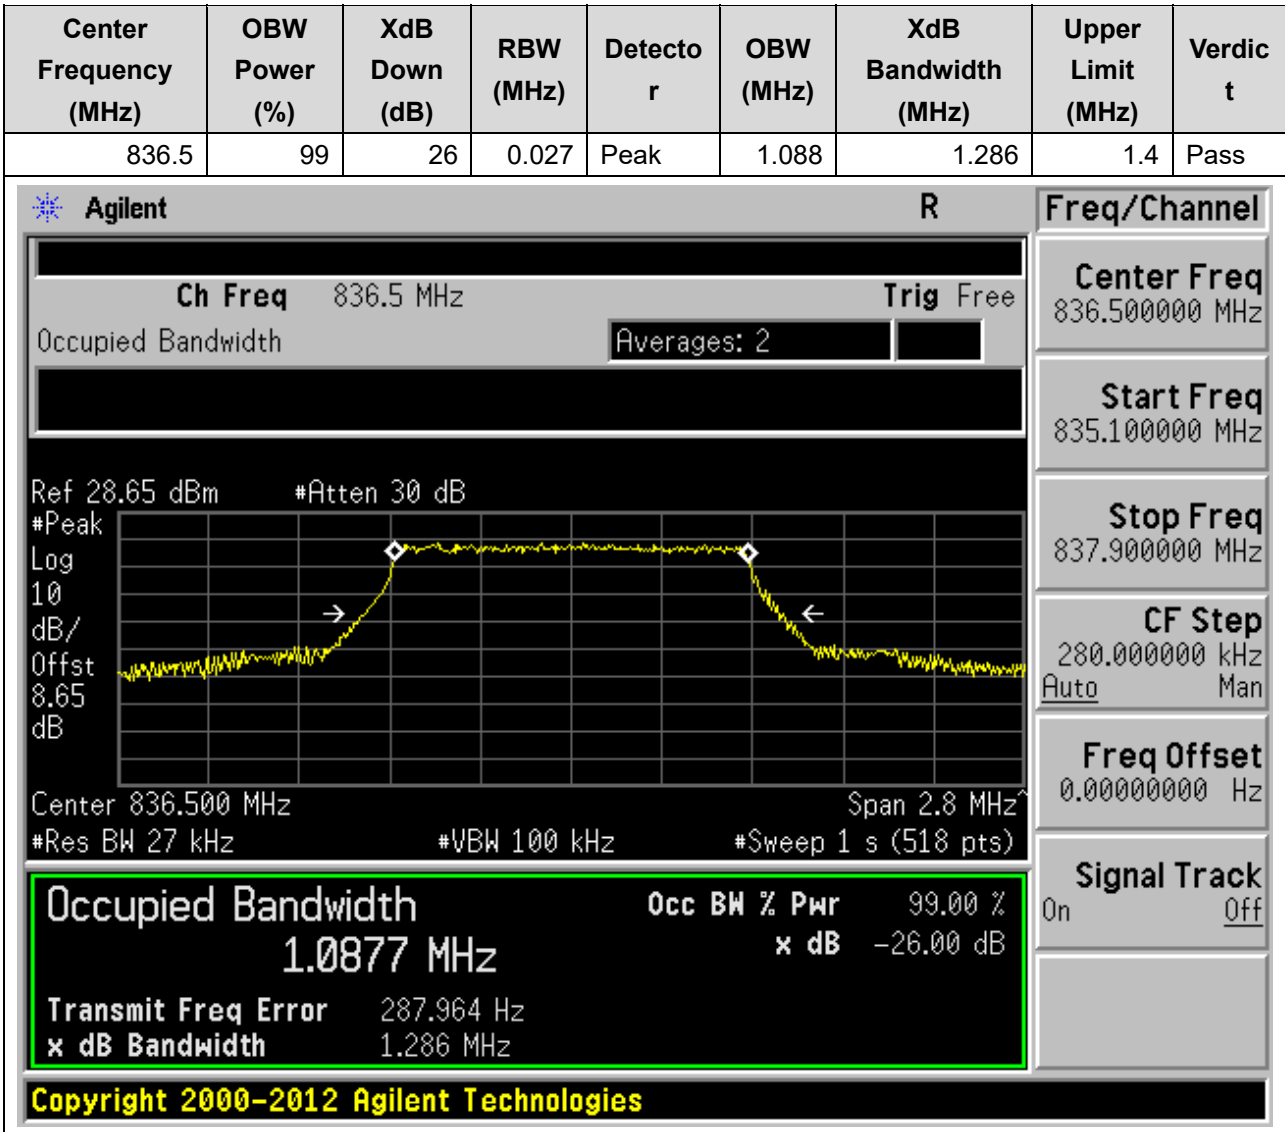 Center Frequency (MHz) OBW Power (%) XdB Down (dB) RBW (MHz) Detecto r OBW (MHz) XdB Bandwidth (MHz) Upper Limit (MHz) Verdic t
836.5 99 26 0.027 Peak 1.088 1.286 1.4 Pass
Agilent R
Ch Freq 836.5 MHz Trig Free
Occupied Bandwidth Averages: 2
Ref 28.65 dBm #Atten 30 dB
#Peak
Log
10
dB/
Offst
8.65
dB
Center 836.500 MHz Span 2.8 MHz^
#Res BW 27 kHz #VBW 100 kHz #Sweep 1 s (518 pts)
Occupied Bandwidth Occ BW % Pwr 99.00 %
1.0877 MHz x dB -26.00 dB
Transmit Freq Error 287.964 Hz
x dB Bandwidth 1.286 MHz
Freq/Channel
Center Freq
836.500000 MHz
Start Freq
835.100000 MHz
Stop Freq
837.900000 MHz
CF Step
280.000000 kHz
Auto Man
Freq Offset
0.00000000 Hz
Signal Track
On Off
Copyright 2000-2012 Agilent Technologies